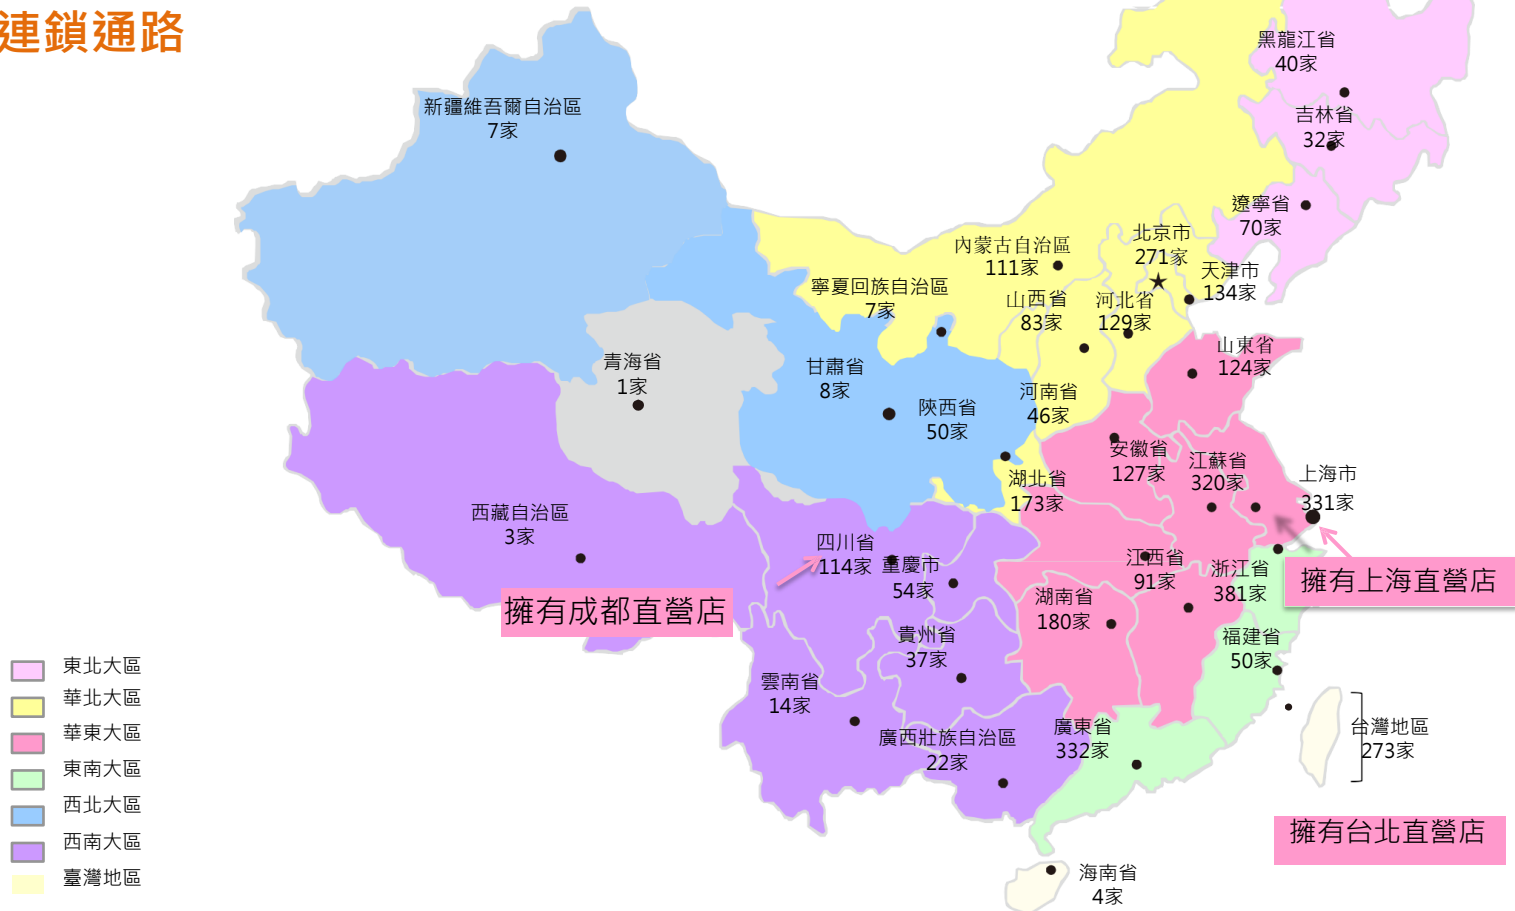 連鎖通路
黑龍江省
40家
吉林省
32家
新疆維吾爾自治區
7家
遼寧省
70家
北京市
271家
內蒙古自治區
111家
天津市
134家
寧夏回族自治區
7家
山西省
83家
河北省
129家
山東省
124家
青海省
1家
甘肅省
8家
河南省
46家
陝西省
50家
安徽省
127家
江蘇省
320家
上海市
331家
湖北省
173家
西藏自治區
3家
四川省
114家
重慶市
54家
江西省
91家
浙江省
381家
擁有上海直營店
擁有成都直營店
湖南省
180家
貴州省
37家
福建省
50家
雲南省
14家
廣西壯族自治區
22家
廣東省
332家
台灣地區
273家
擁有台北直營店
海南省
4家
東北大區
華北大區
華東大區
東南大區
西北大區
西南大區
臺灣地區